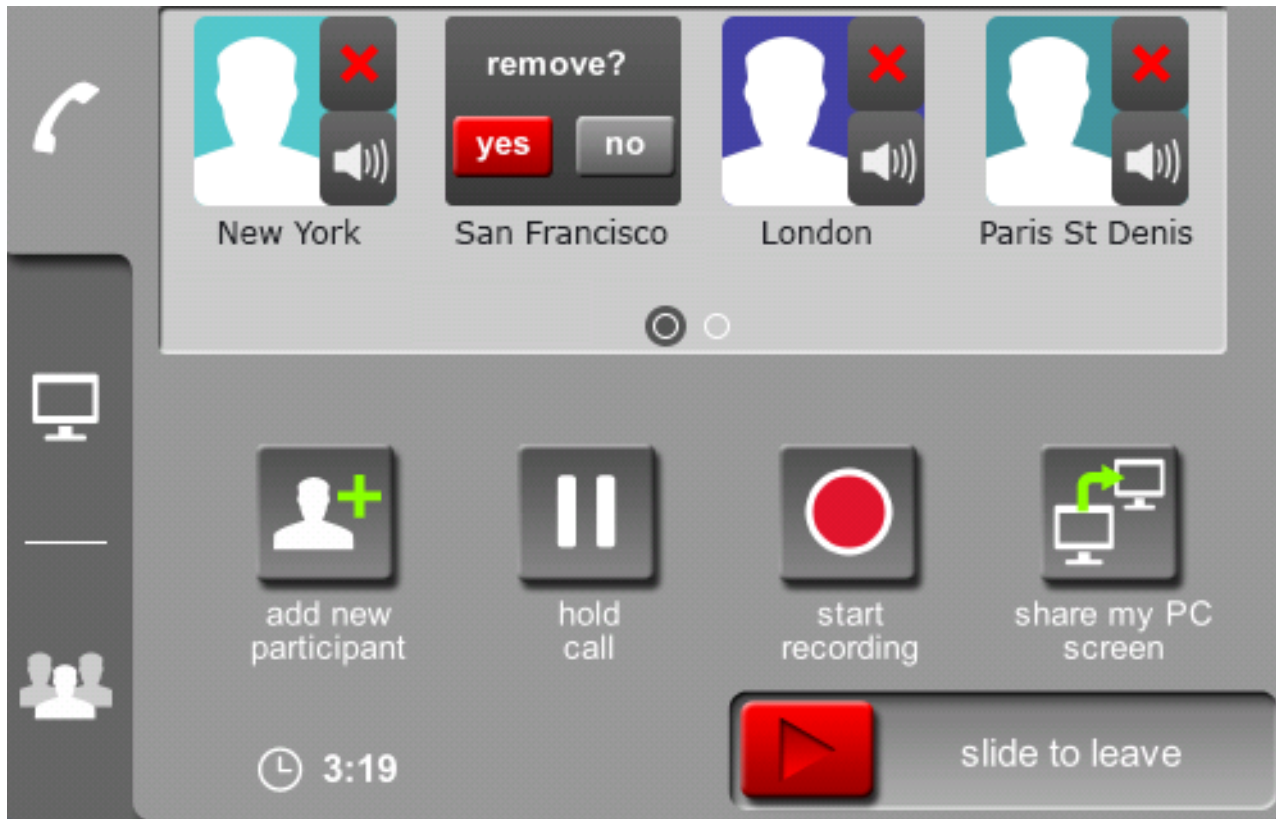 remove?
yes no
New York San Francisco London Paris St Denis
add new participant
hold call
start recording
share my PC screen
3:19
slide to leave